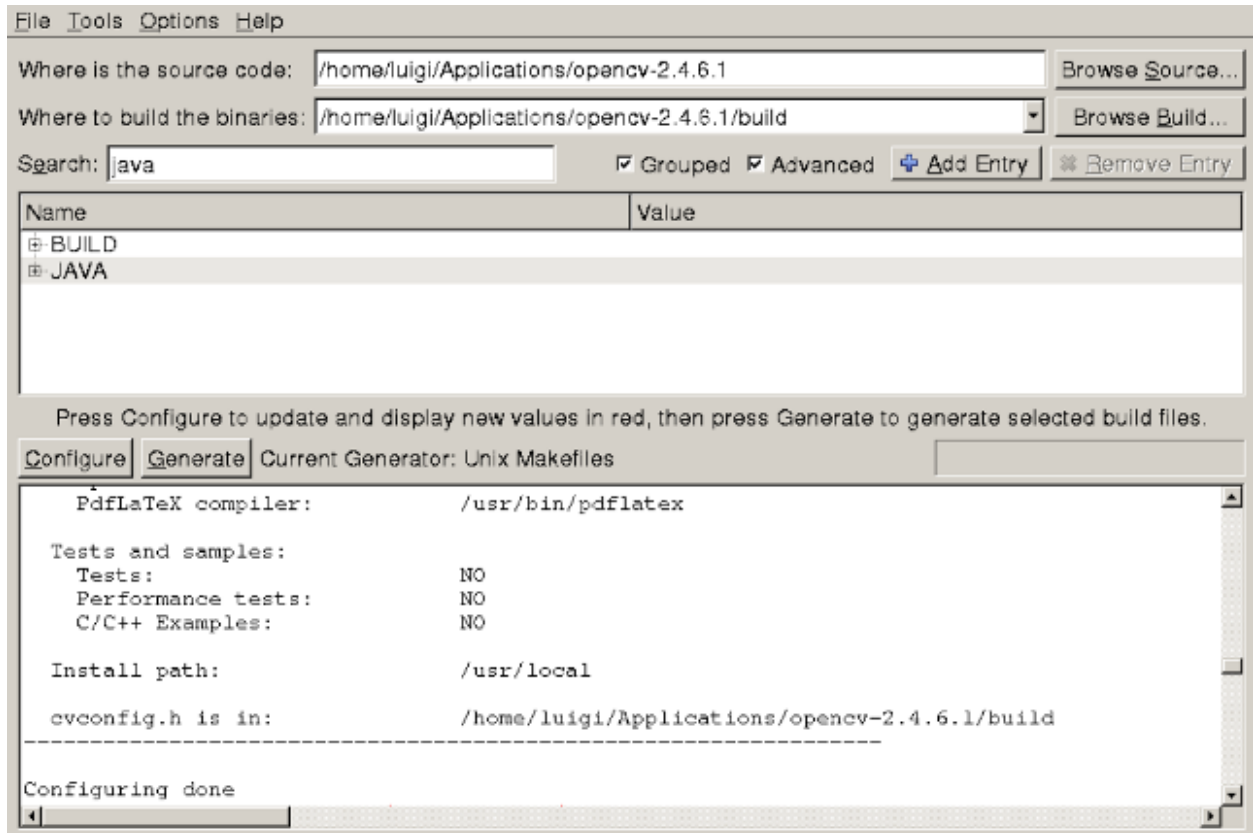 File Tools Options Help
Where is the source code: /home/luigi/Applications/opencv-2.4.6.1 Browse Source...
Where to build the binaries: /home/luigi/Applications/opencv-2.4.6.1/build Browse Build...
Search: java Grouped Advanced Add Entry Remove Entry
Name Value
BUILD
JAVA
Press Configure to update and display new values in red, then press Generate to generate selected build files.
Configure Generate Current Generator: Unix Makefiles
PdfLaTeX compiler: /usr/bin/pdflatex
Tests and samples:
Tests: NO
Performance tests: NO
C/C++ Examples: NO
Install path: /usr/local
cvconfig.h is in: /home/luigi/Applications/opencv-2.4.6.1/build
-----------------------------------------------------------------
Configuring done